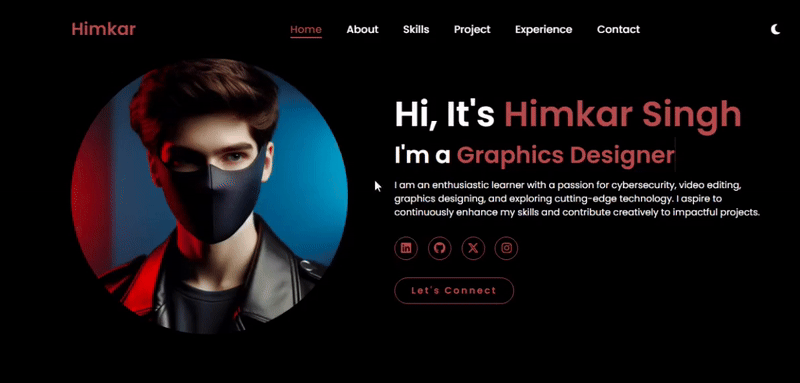 Himkar
Home About Skills Project Experience Contact
Hi, It's Himkar Singh
I'm a Graphics Designer
I am an enthusiastic learner with a passion for cybersecurity, video editing,
graphics designing, and exploring cutting-edge technology. I aspire to
continuously enhance my skills and contribute creatively to impactful projects.
Let's Connect